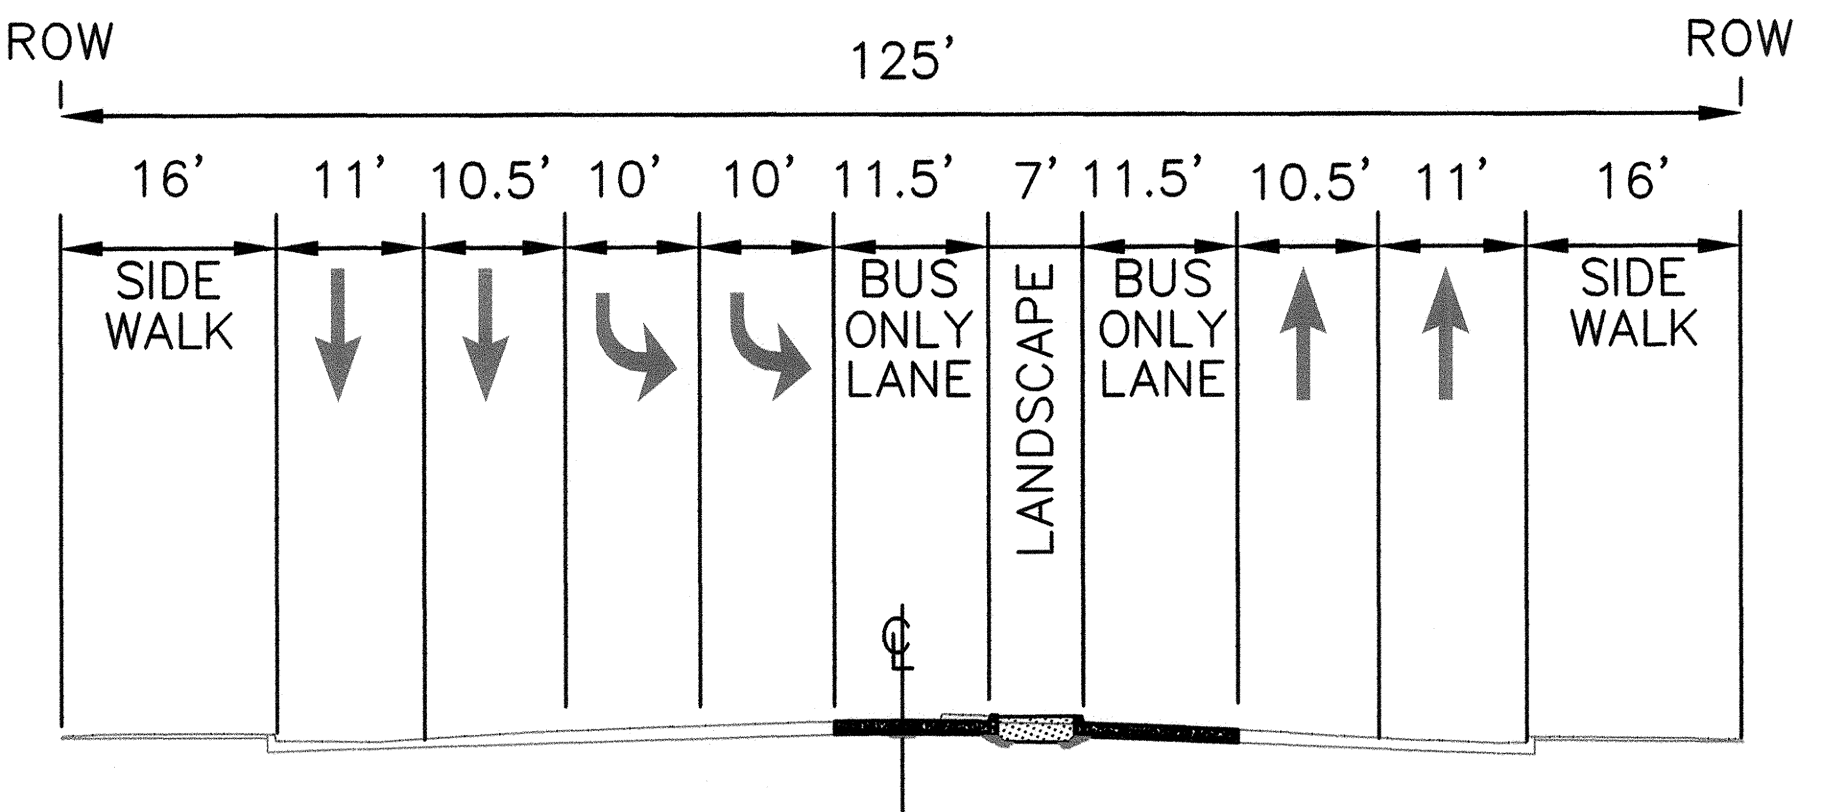 ROW
ROW
125'
16' 11' 10.5' 10' 10' 11.5' 7' 11.5' 10.5' 11' 16'
SIDE
WALK
BUS
ONLY
LANE
LANDSCAPE
BUS
ONLY
LANE
SIDE
WALK
℄